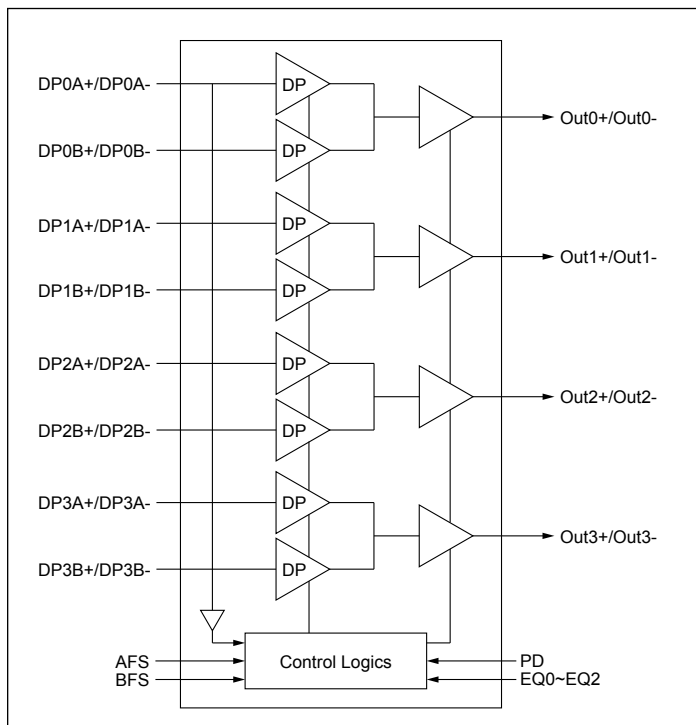 DP0A+/DP0A-
DP
Out0+/Out0-
DP0B+/DP0B-
DP
DP1A+/DP1A-
DP
Out1+/Out1-
DP1B+/DP1B-
DP
DP2A+/DP2A-
DP
Out2+/Out2-
DP2B+/DP2B-
DP
DP3A+/DP3A-
DP
Out3+/Out3-
DP3B+/DP3B-
DP
AFS
Control Logics
PD
BFS
EQ0~EQ2